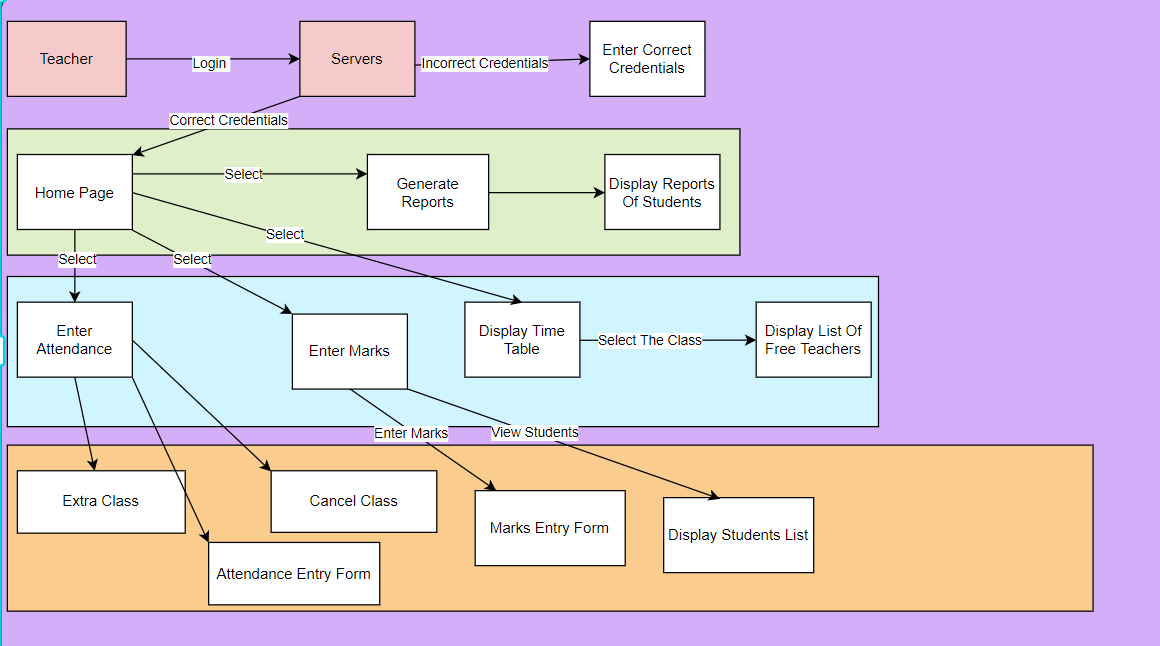 Teacher
Login
Servers
Incorrect Credentials
Enter Correct
Credentials
Correct Credentials
Home Page
Select
Generate
Reports
Display Reports
Of Students
Select
Select
Select
Enter
Attendance
Enter Marks
Display Time
Table
Select The Class
Display List Of
Free Teachers
Enter Marks
View Students
Extra Class
Cancel Class
Marks Entry Form
Display Students List
Attendance Entry Form